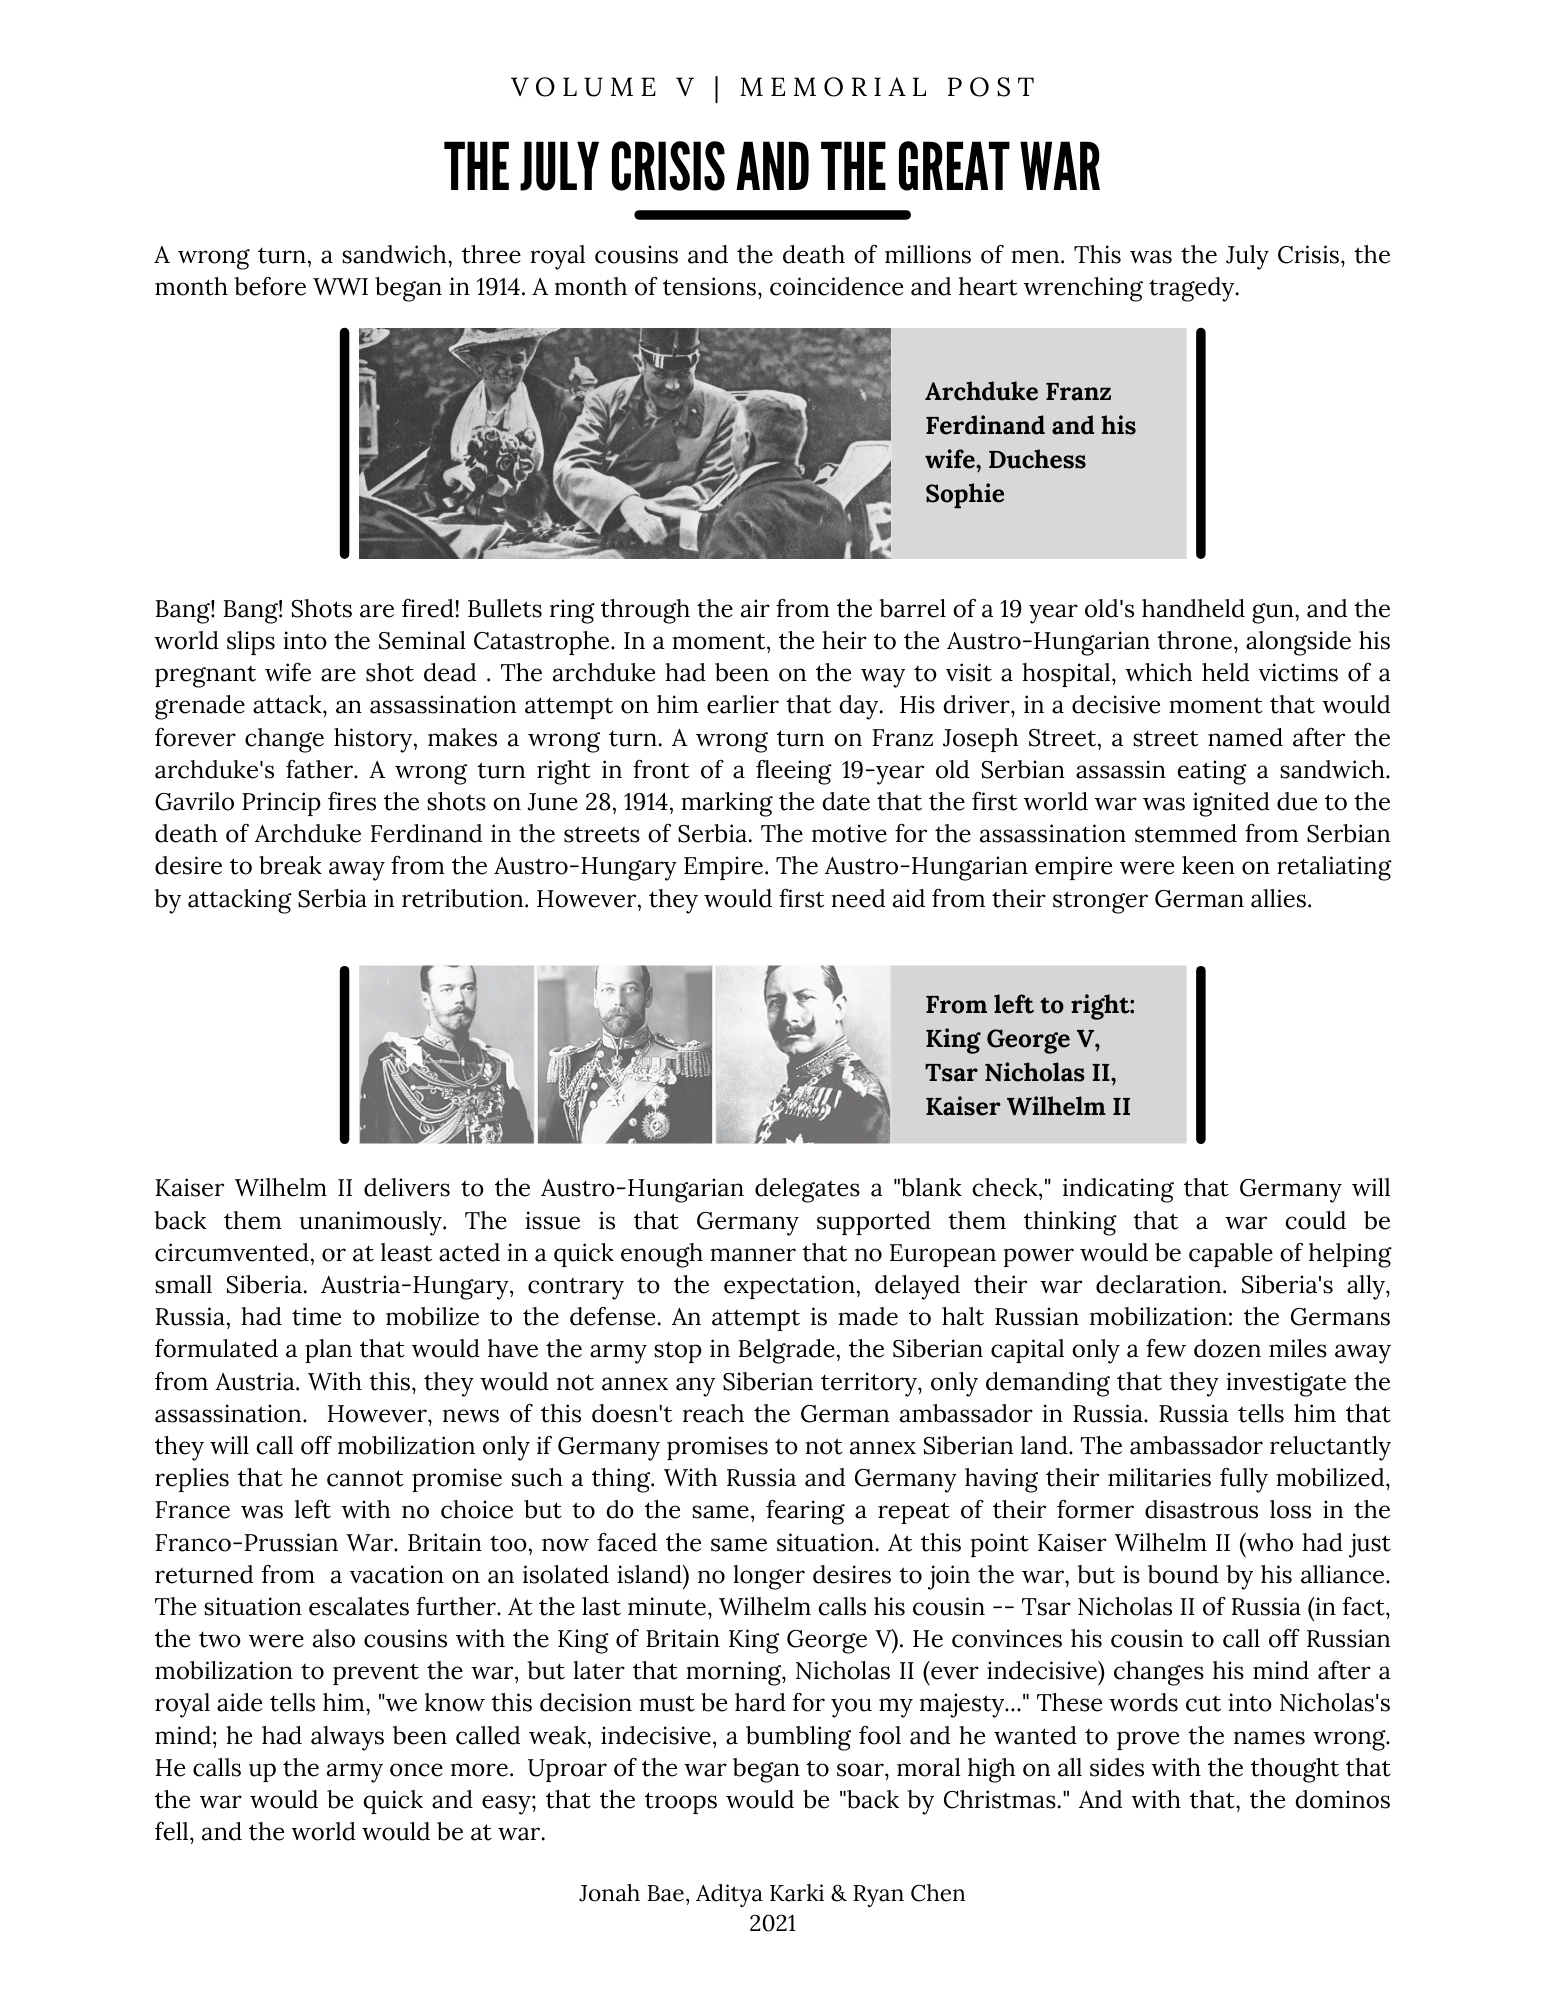 VOLUME V | MEMORIAL POST
THE JULY CRISIS AND THE GREAT WAR
A wrong turn, a sandwich, three royal cousins and the death of millions of men. This was the July Crisis, the
month before WWI began in 1914. A month of tensions, coincidence and heart wrenching tragedy.
Archduke Franz
Ferdinand and his
wife, Duchess
Sophie
Bang! Bang! Shots are fired! Bullets ring through the air from the barrel of a 19 year old's handheld gun, and the
world slips into the Seminal Catastrophe. In a moment, the heir to the Austro-Hungarian throne, alongside his
pregnant wife are shot dead . The archduke had been on the way to visit a hospital, which held victims of a
grenade attack, an assassination attempt on him earlier that day.  His driver, in a decisive moment that would
forever change history, makes a wrong turn. A wrong turn on Franz Joseph Street, a street named after the
archduke's father. A wrong turn right in front of a fleeing 19-year old Serbian assassin eating a sandwich.
Gavrilo Princip fires the shots on June 28, 1914, marking the date that the first world war was ignited due to the
death of Archduke Ferdinand in the streets of Serbia. The motive for the assassination stemmed from Serbian
desire to break away from the Austro-Hungary Empire. The Austro-Hungarian empire were keen on retaliating
by attacking Serbia in retribution. However, they would first need aid from their stronger German allies.
From left to right:
King George V,
Tsar Nicholas II,
Kaiser Wilhelm II
Kaiser Wilhelm II delivers to the Austro-Hungarian delegates a "blank check," indicating that Germany will
back them unanimously. The issue is that Germany supported them thinking that a war could be
circumvented, or at least acted in a quick enough manner that no European power would be capable of helping
small Siberia. Austria-Hungary, contrary to the expectation, delayed their war declaration. Siberia's ally,
Russia, had time to mobilize to the defense. An attempt is made to halt Russian mobilization: the Germans
formulated a plan that would have the army stop in Belgrade, the Siberian capital only a few dozen miles away
from Austria. With this, they would not annex any Siberian territory, only demanding that they investigate the
assassination.  However, news of this doesn't reach the German ambassador in Russia. Russia tells him that
they will call off mobilization only if Germany promises to not annex Siberian land. The ambassador reluctantly
replies that he cannot promise such a thing. With Russia and Germany having their militaries fully mobilized,
France was left with no choice but to do the same, fearing a repeat of their former disastrous loss in the
Franco-Prussian War. Britain too, now faced the same situation. At this point Kaiser Wilhelm II (who had just
returned from  a vacation on an isolated island) no longer desires to join the war, but is bound by his alliance.
The situation escalates further. At the last minute, Wilhelm calls his cousin -- Tsar Nicholas II of Russia (in fact,
the two were also cousins with the King of Britain King George V). He convinces his cousin to call off Russian
mobilization to prevent the war, but later that morning, Nicholas II (ever indecisive) changes his mind after a
royal aide tells him, "we know this decision must be hard for you my majesty..." These words cut into Nicholas's
mind; he had always been called weak, indecisive, a bumbling fool and he wanted to prove the names wrong.
He calls up the army once more.  Uproar of the war began to soar, moral high on all sides with the thought that
the war would be quick and easy; that the troops would be "back by Christmas." And with that, the dominos
fell, and the world would be at war.
Jonah Bae, Aditya Karki & Ryan Chen
2021